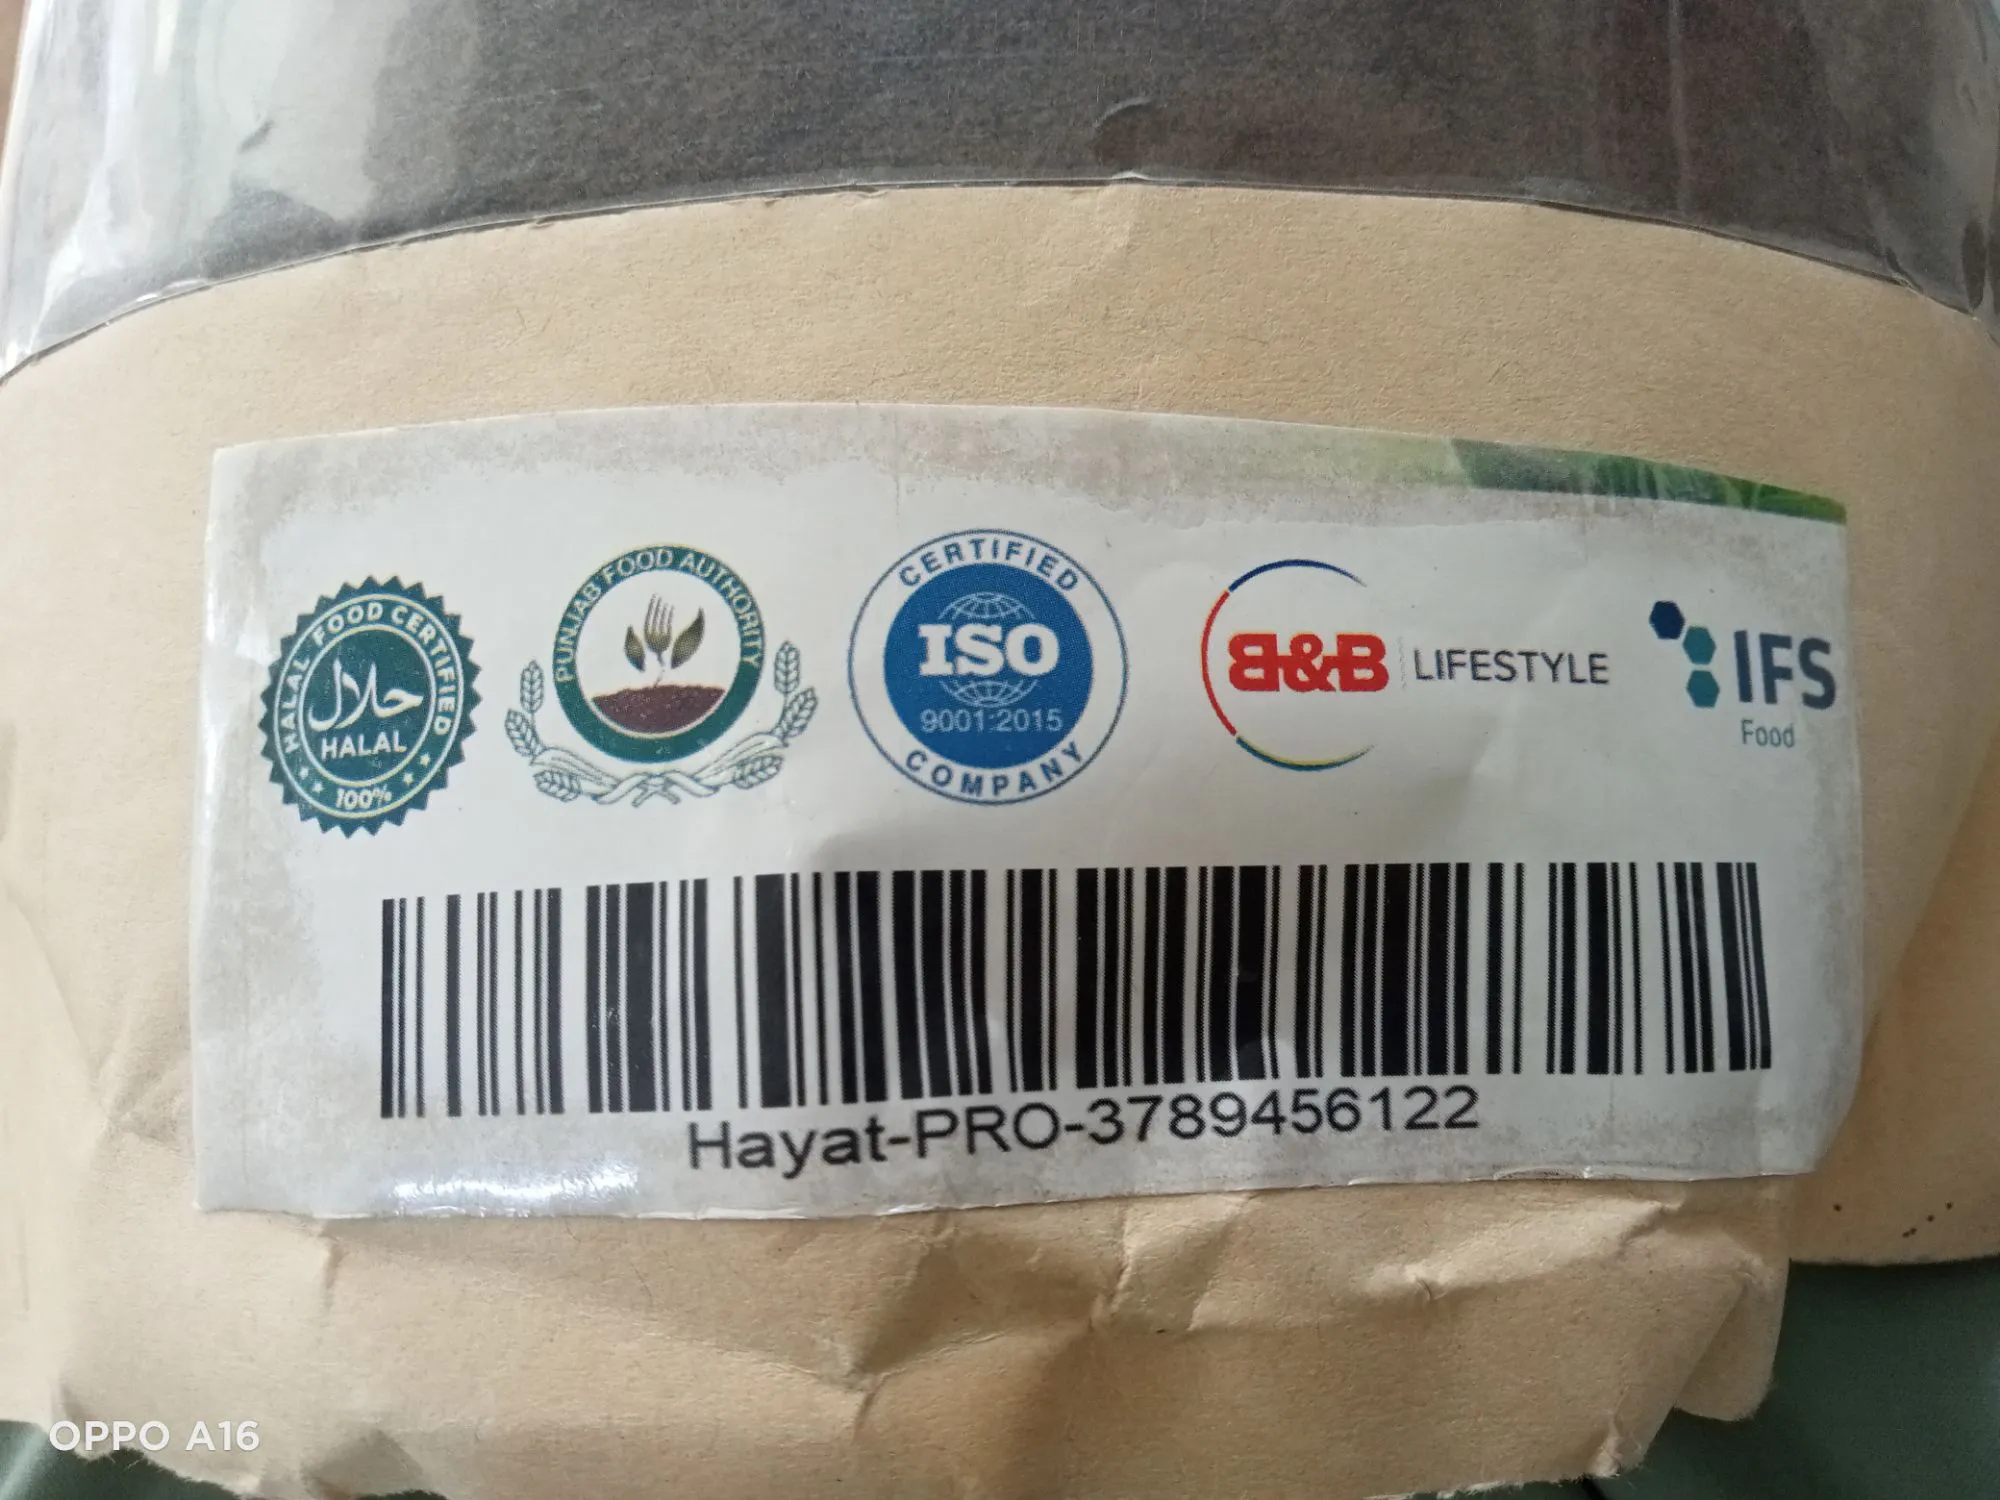 HALAL FOOD CERTIFIED
حلال
HALAL
100%
PUNJAB FOOD AUTHORITY
CERTIFIED
ISO
9001:2015
COMPANY
B&B LIFESTYLE
IFS
Food
Hayat-PRO-3789456122
OPPO A16